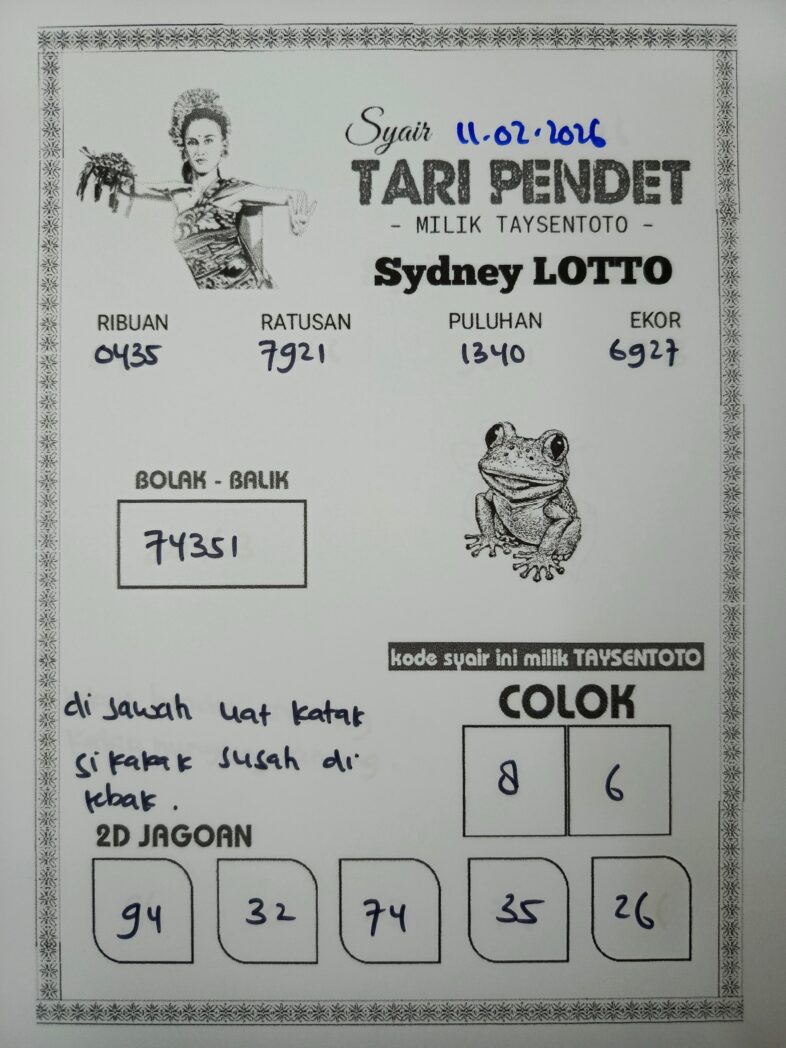 Syair 11.02.2026
TARI PENDET
- MILIK TAYSENTOTO -
Sydney LOTTO
RIBUAN RATUSAN PULUHAN EKOR
0435 7921 1340 6927
BOLAK - BALIK
74351
kode syair ini milik TAYSENTOTO
di sawah liat katak
si kakak susah di
tebak.
COLOK
8 6
2D JAGOAN
94 32 74 35 26